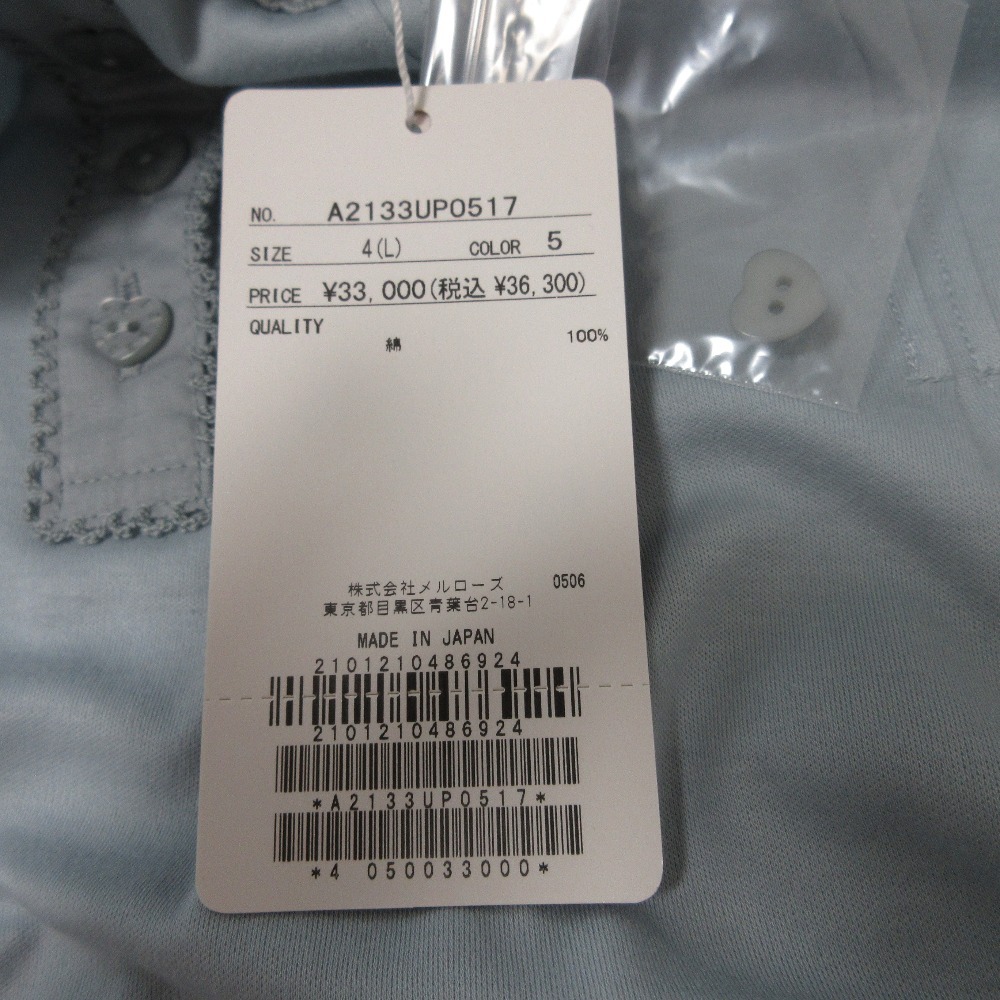 NO. A2133UP0517
SIZE 4(L) COLOR 5
PRICE ¥33,000(税込 ¥36,300)
QUALITY
綿 100%
株式会社メルローズ 0506
東京都目黒区青葉台2-18-1
MADE IN JAPAN
2101210486924
2101210486924
*A2133UP0517*
*4 050033000*